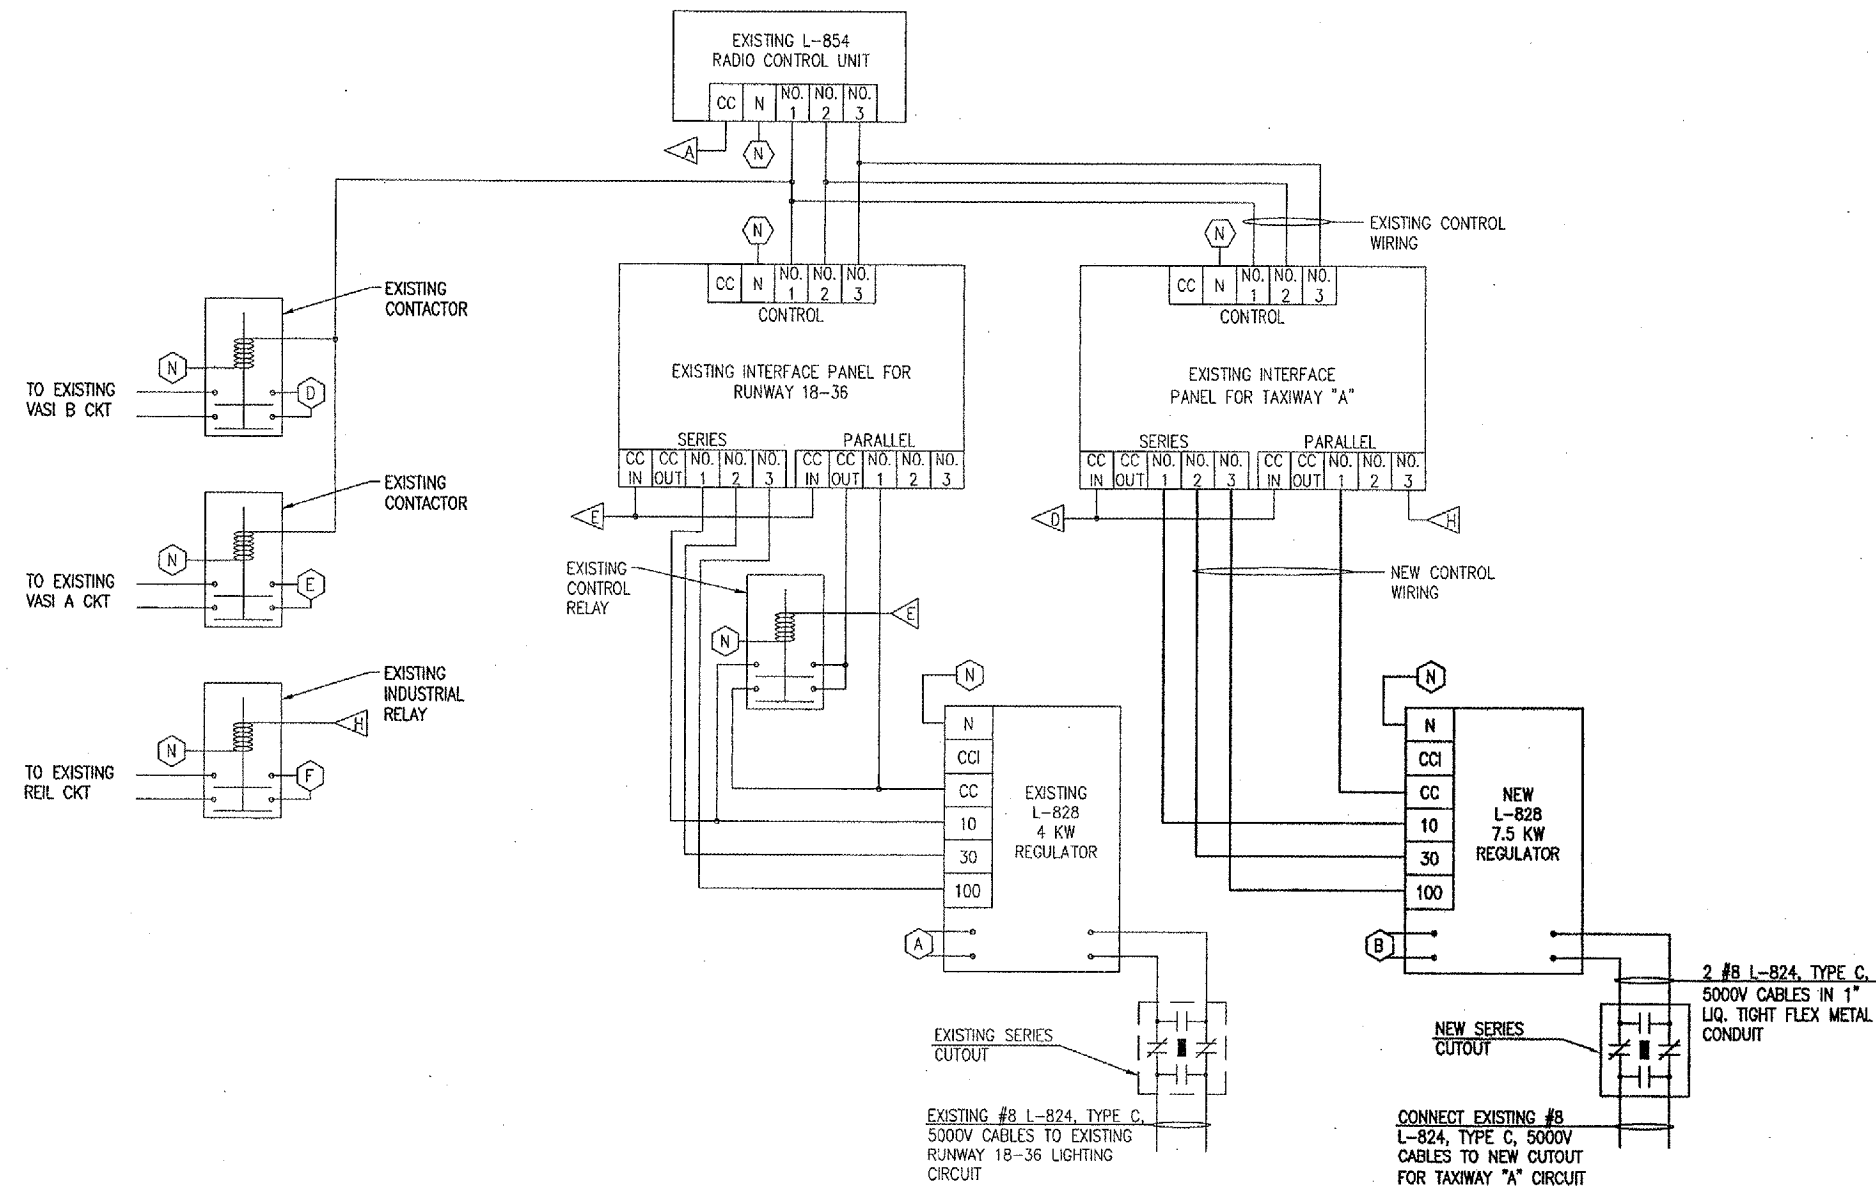 EXISTING L-854
RADIO CONTROL UNIT
CC N NO. 1 NO. 2 NO. 3
A
N
EXISTING CONTROL
WIRING
N
N
CC N NO. 1 NO. 2 NO. 3
CONTROL
EXISTING INTERFACE PANEL FOR
RUNWAY 18-36
SERIES
PARALLEL
CC IN CC OUT NO. 1 NO. 2 NO. 3
CC IN CC OUT NO. 1 NO. 2 NO. 3
CC N NO. 1 NO. 2 NO. 3
CONTROL
EXISTING INTERFACE
PANEL FOR TAXIWAY "A"
SERIES
PARALLEL
CC IN CC OUT NO. 1 NO. 2 NO. 3
CC IN CC OUT NO. 1 NO. 2 NO. 3
EXISTING
CONTACTOR
N
D
TO EXISTING
VASI B CKT
EXISTING
CONTACTOR
N
E
TO EXISTING
VASI A CKT
EXISTING
INDUSTRIAL
RELAY
H
N
F
TO EXISTING
REIL CKT
E
D
H
EXISTING
CONTROL
RELAY
E
N
NEW CONTROL
WIRING
N
N
CCI
CC
10
30
100
EXISTING
L-828
4 KW
REGULATOR
A
N
N
CCI
CC
10
30
100
NEW
L-828
7.5 KW
REGULATOR
B
2 #8 L-824, TYPE C,
5000V CABLES IN 1"
LIQ. TIGHT FLEX METAL
CONDUIT
EXISTING SERIES
CUTOUT
NEW SERIES
CUTOUT
EXISTING #8 L-824, TYPE C,
5000V CABLES TO EXISTING
RUNWAY 18-36 LIGHTING
CIRCUIT
CONNECT EXISTING #8
L-824, TYPE C, 5000V
CABLES TO NEW CUTOUT
FOR TAXIWAY "A" CIRCUIT